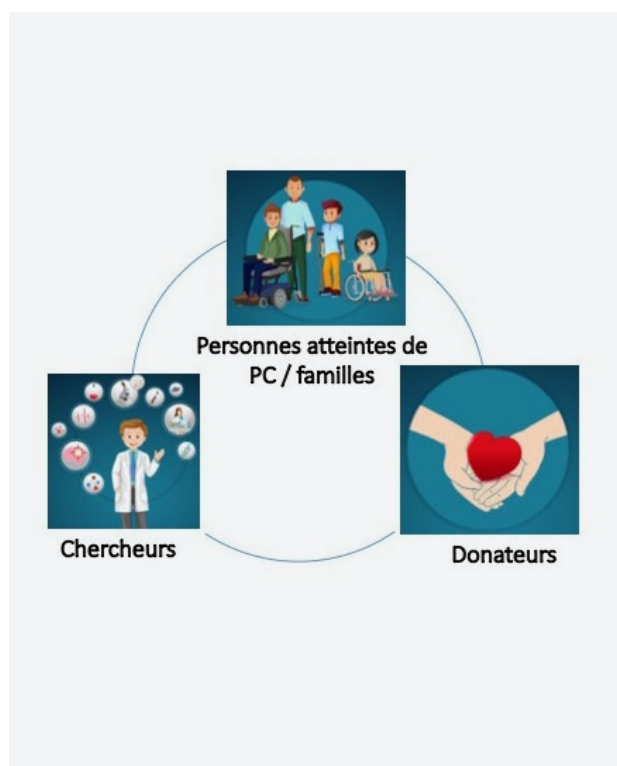 Personnes atteintes de
PC / familles
Chercheurs
Donateurs